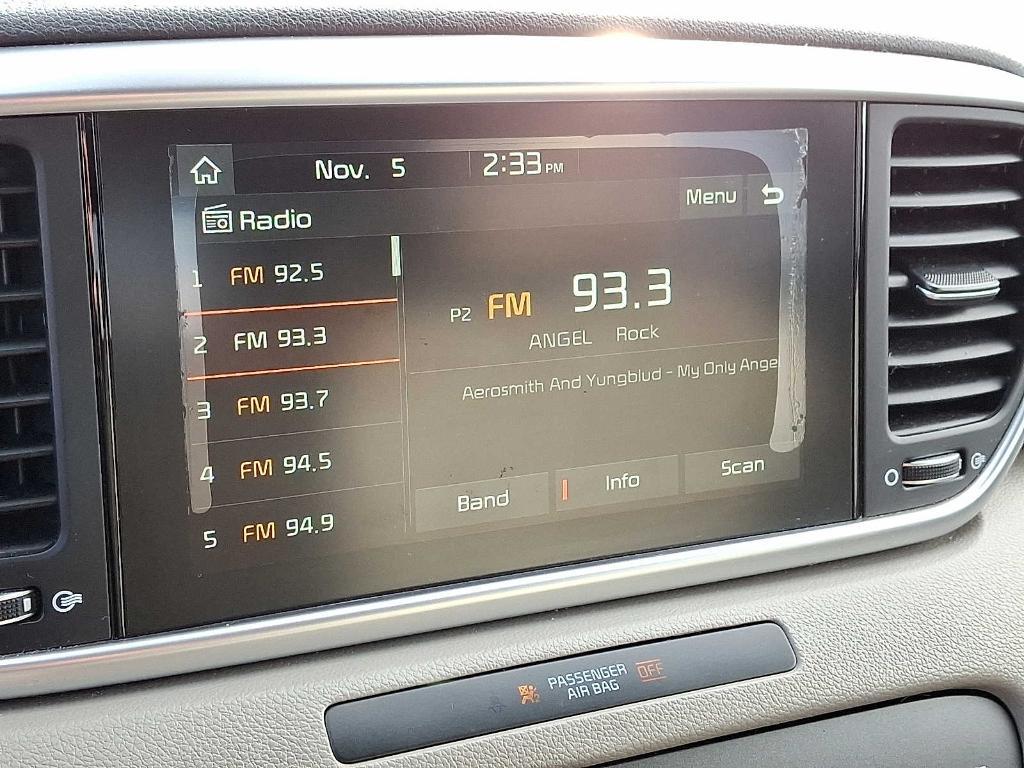 Nov. 5 2:33 PM
Radio Menu
1 FM 92.5
2 FM 93.3
3 FM 93.7
4 FM 94.5
5 FM 94.9
P2 FM 93.3
ANGEL Rock
Aerosmith And Yungblud - My Only Ange
Band Info Scan
PASSENGER
AIR BAG
OFF